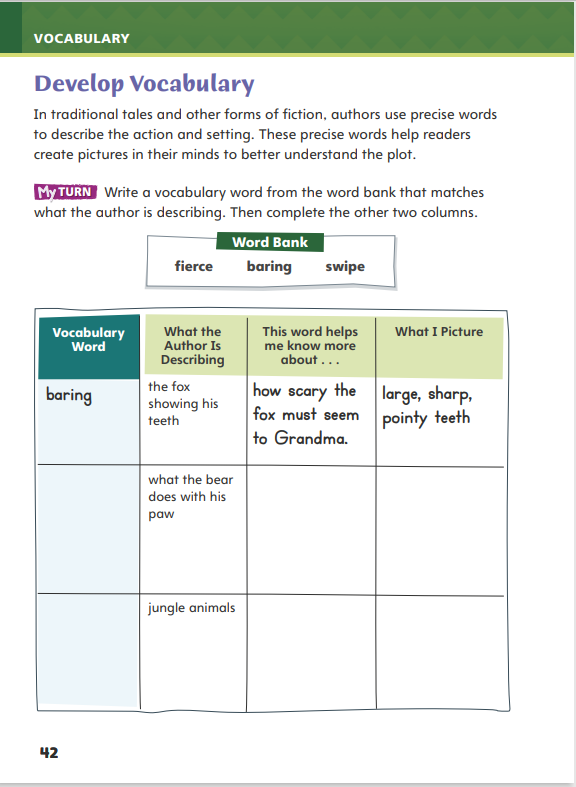 VOCABULARY
Develop Vocabulary
In traditional tales and other forms of fiction, authors use precise words
to describe the action and setting. These precise words help readers
create pictures in their minds to better understand the plot.
My TURN Write a vocabulary word from the word bank that matches
what the author is describing. Then complete the other two columns.
Word Bank
fierce baring swipe
Vocabulary
Word
What the
Author Is
Describing
This word helps
me know more
about . . .
What I Picture
baring
the fox
showing his
teeth
how scary the
fox must seem
to Grandma.
large, sharp,
pointy teeth
what the bear
does with his
paw
jungle animals
42